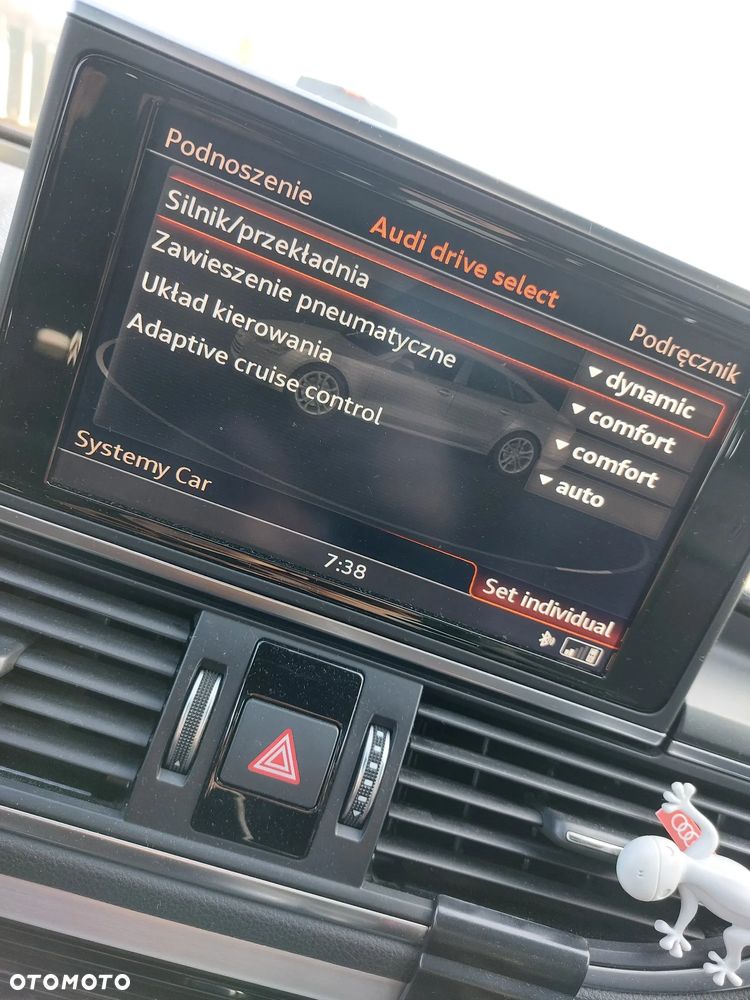 Podnoszenie
Audi drive select
Podręcznik
Silnik/przekładnia
dynamic
Zawieszenie pneumatyczne
comfort
Układ kierowania
comfort
Adaptive cruise control
auto
Systemy Car
7:38
Set individual
OTOMOTO